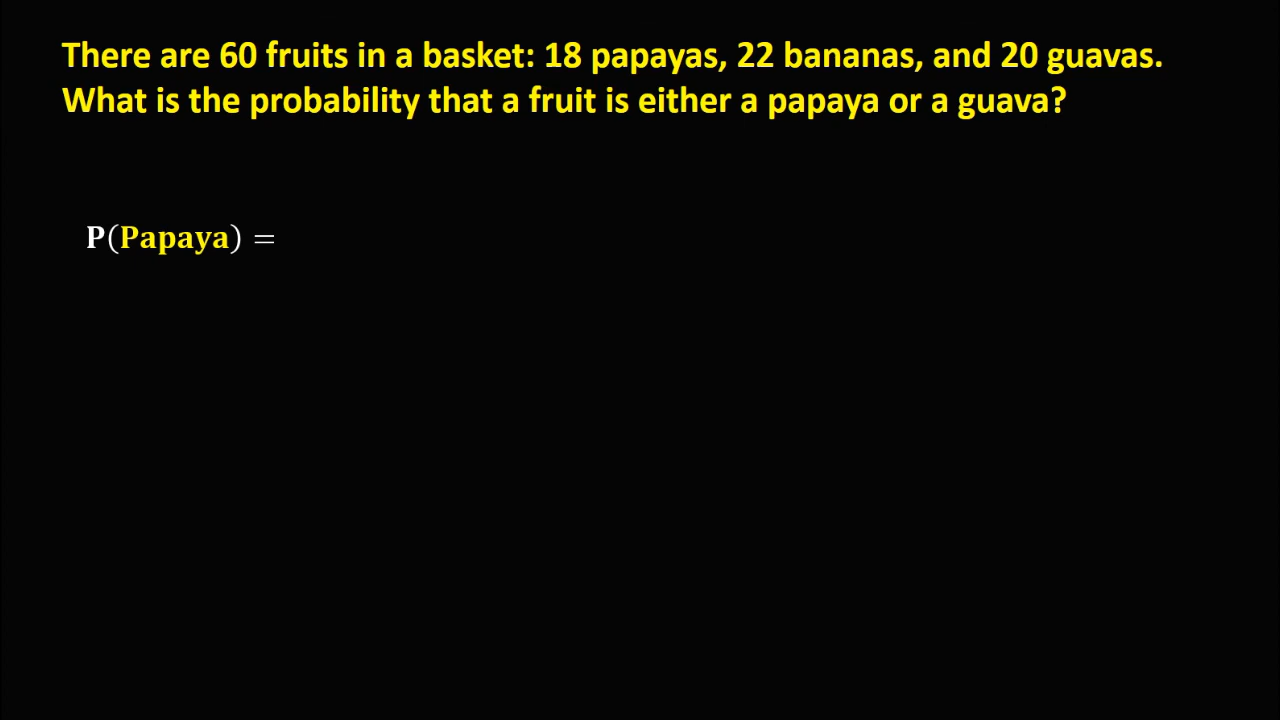 There are 60 fruits in a basket: 18 papayas, 22 bananas, and 20 guavas.
What is the probability that a fruit is either a papaya or a guava?
P(Papaya) =